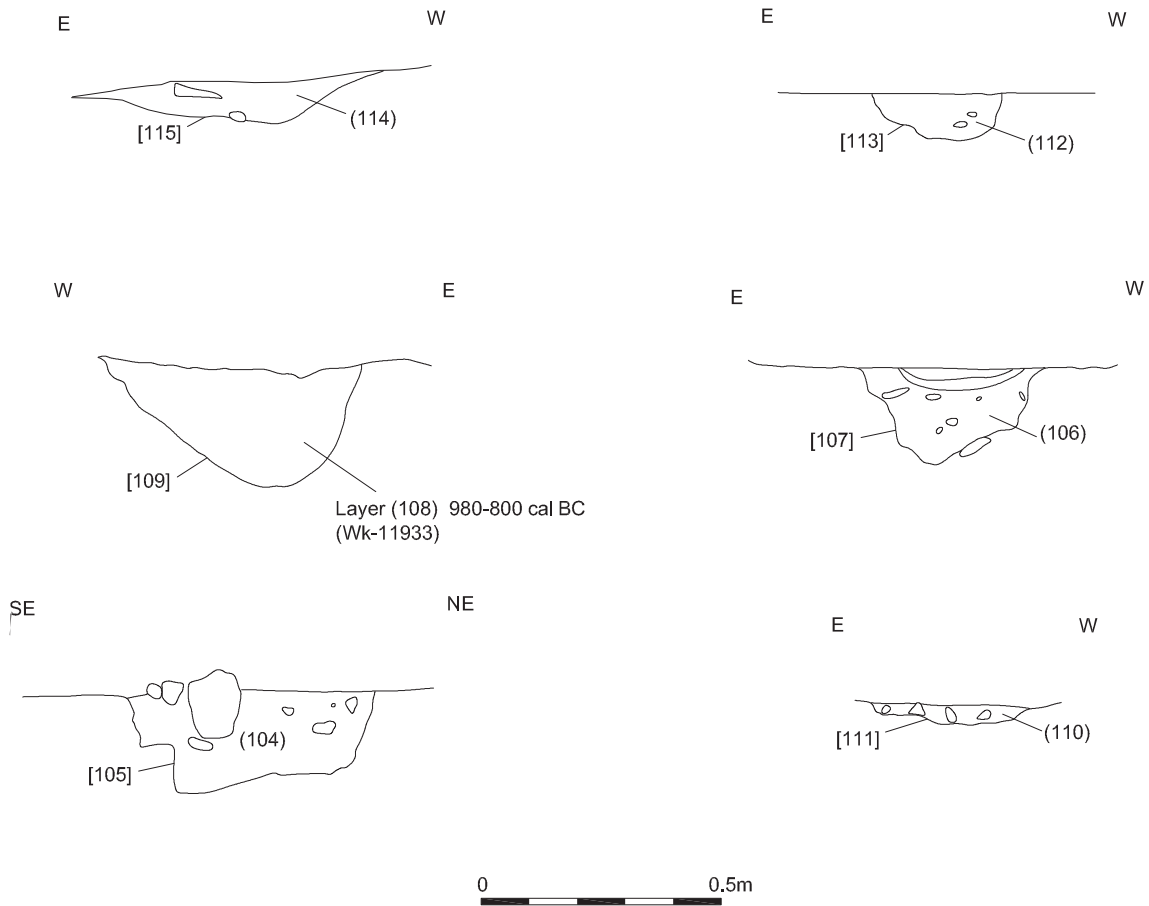 E W
[115] (114)
E W
[113] (112)
W E
[109]
Layer (108) 980-800 cal BC
(Wk-11933)
E W
[107] (106)
SE NE
(104)
[105]
E W
[111] (110)
0 0.5m